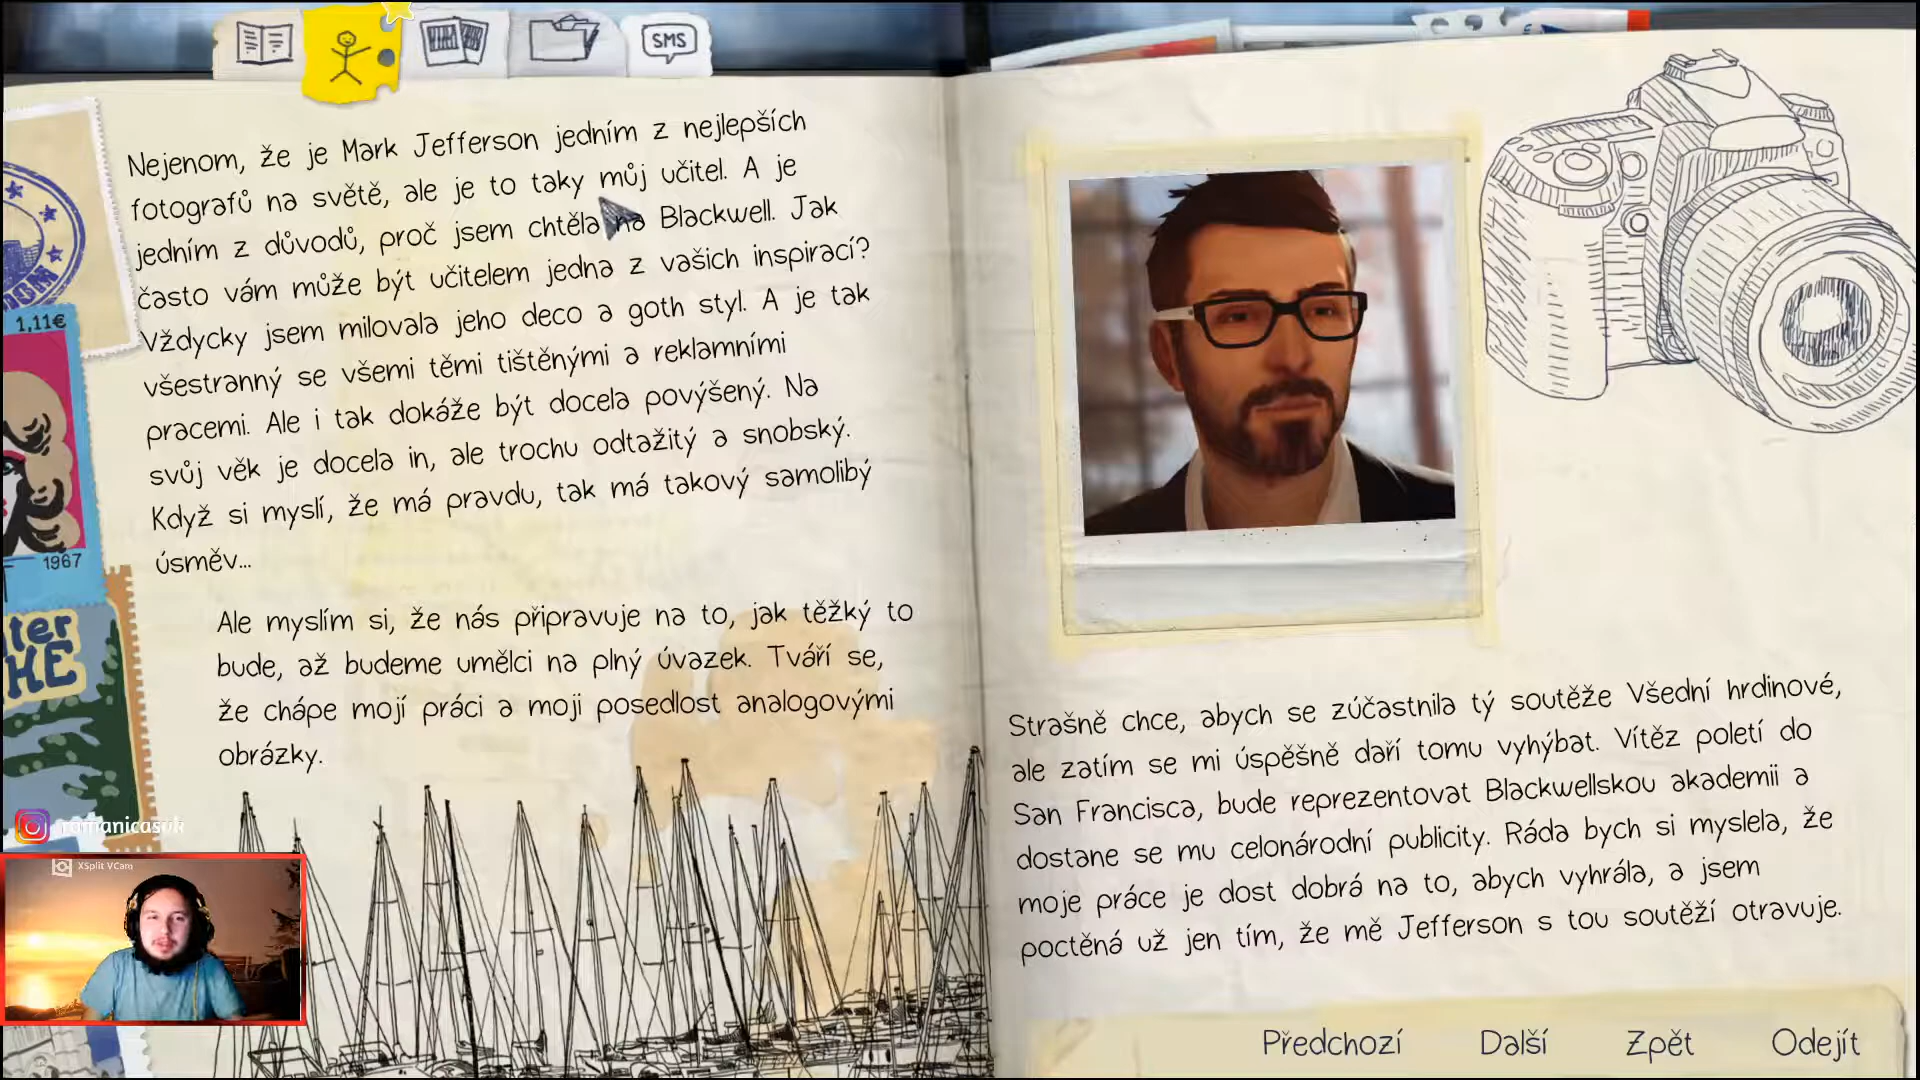 SMS
Nejenom, že je Mark Jefferson jedním z nejlepších
fotografů na světě, ale je to taky můj učitel. A je
jedním z důvodů, proč jsem chtěla na Blackwell. Jak
často vám může být učitelem jedna z vašich inspirací?
Vždycky jsem milovala jeho deco a goth styl. A je tak
všestranný se všemi těmi tištěnými a reklamními
pracemi. Ale i tak dokáže být docela povýšený. Na
svůj věk je docela in, ale trochu odtažitý a snobský.
Když si myslí, že má pravdu, tak má takový samolibý
úsměv...
Ale myslím si, že nás připravuje na to, jak těžký to
bude, až budeme umělci na plný úvazek. Tváří se,
že chápe mojí práci a moji posedlost analogovými
obrázky.
1,11€
1967
romanicasuk
XSplit VCam
Strašně chce, abych se zúčastnila tý soutěže Všední hrdinové,
ale zatím se mi úspěšně daří tomu vyhýbat. Vítěz poletí do
San Francisca, bude reprezentovat Blackwellskou akademii a
dostane se mu celonárodní publicity. Ráda bych si myslela, že
moje práce je dost dobrá na to, abych vyhrála, a jsem
poctěná už jen tím, že mě Jefferson s tou soutěží otravuje.
Předchozí Další Zpět Odejít